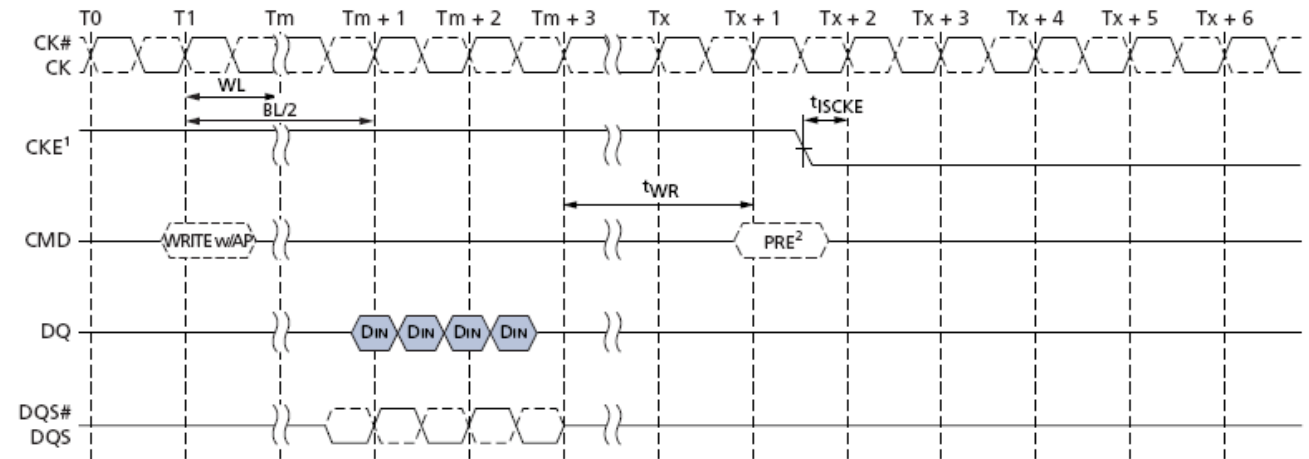 T0 T1 Tm Tm + 1 Tm + 2 Tm + 3 Tx Tx + 1 Tx + 2 Tx + 3 Tx + 4 Tx + 5 Tx + 6
CK#
CK
WL
BL/2
tISCKE
CKE1
tWR
CMD WRITE w/AP PRE2
DQ DIN DIN DIN DIN
DQS#
DQS